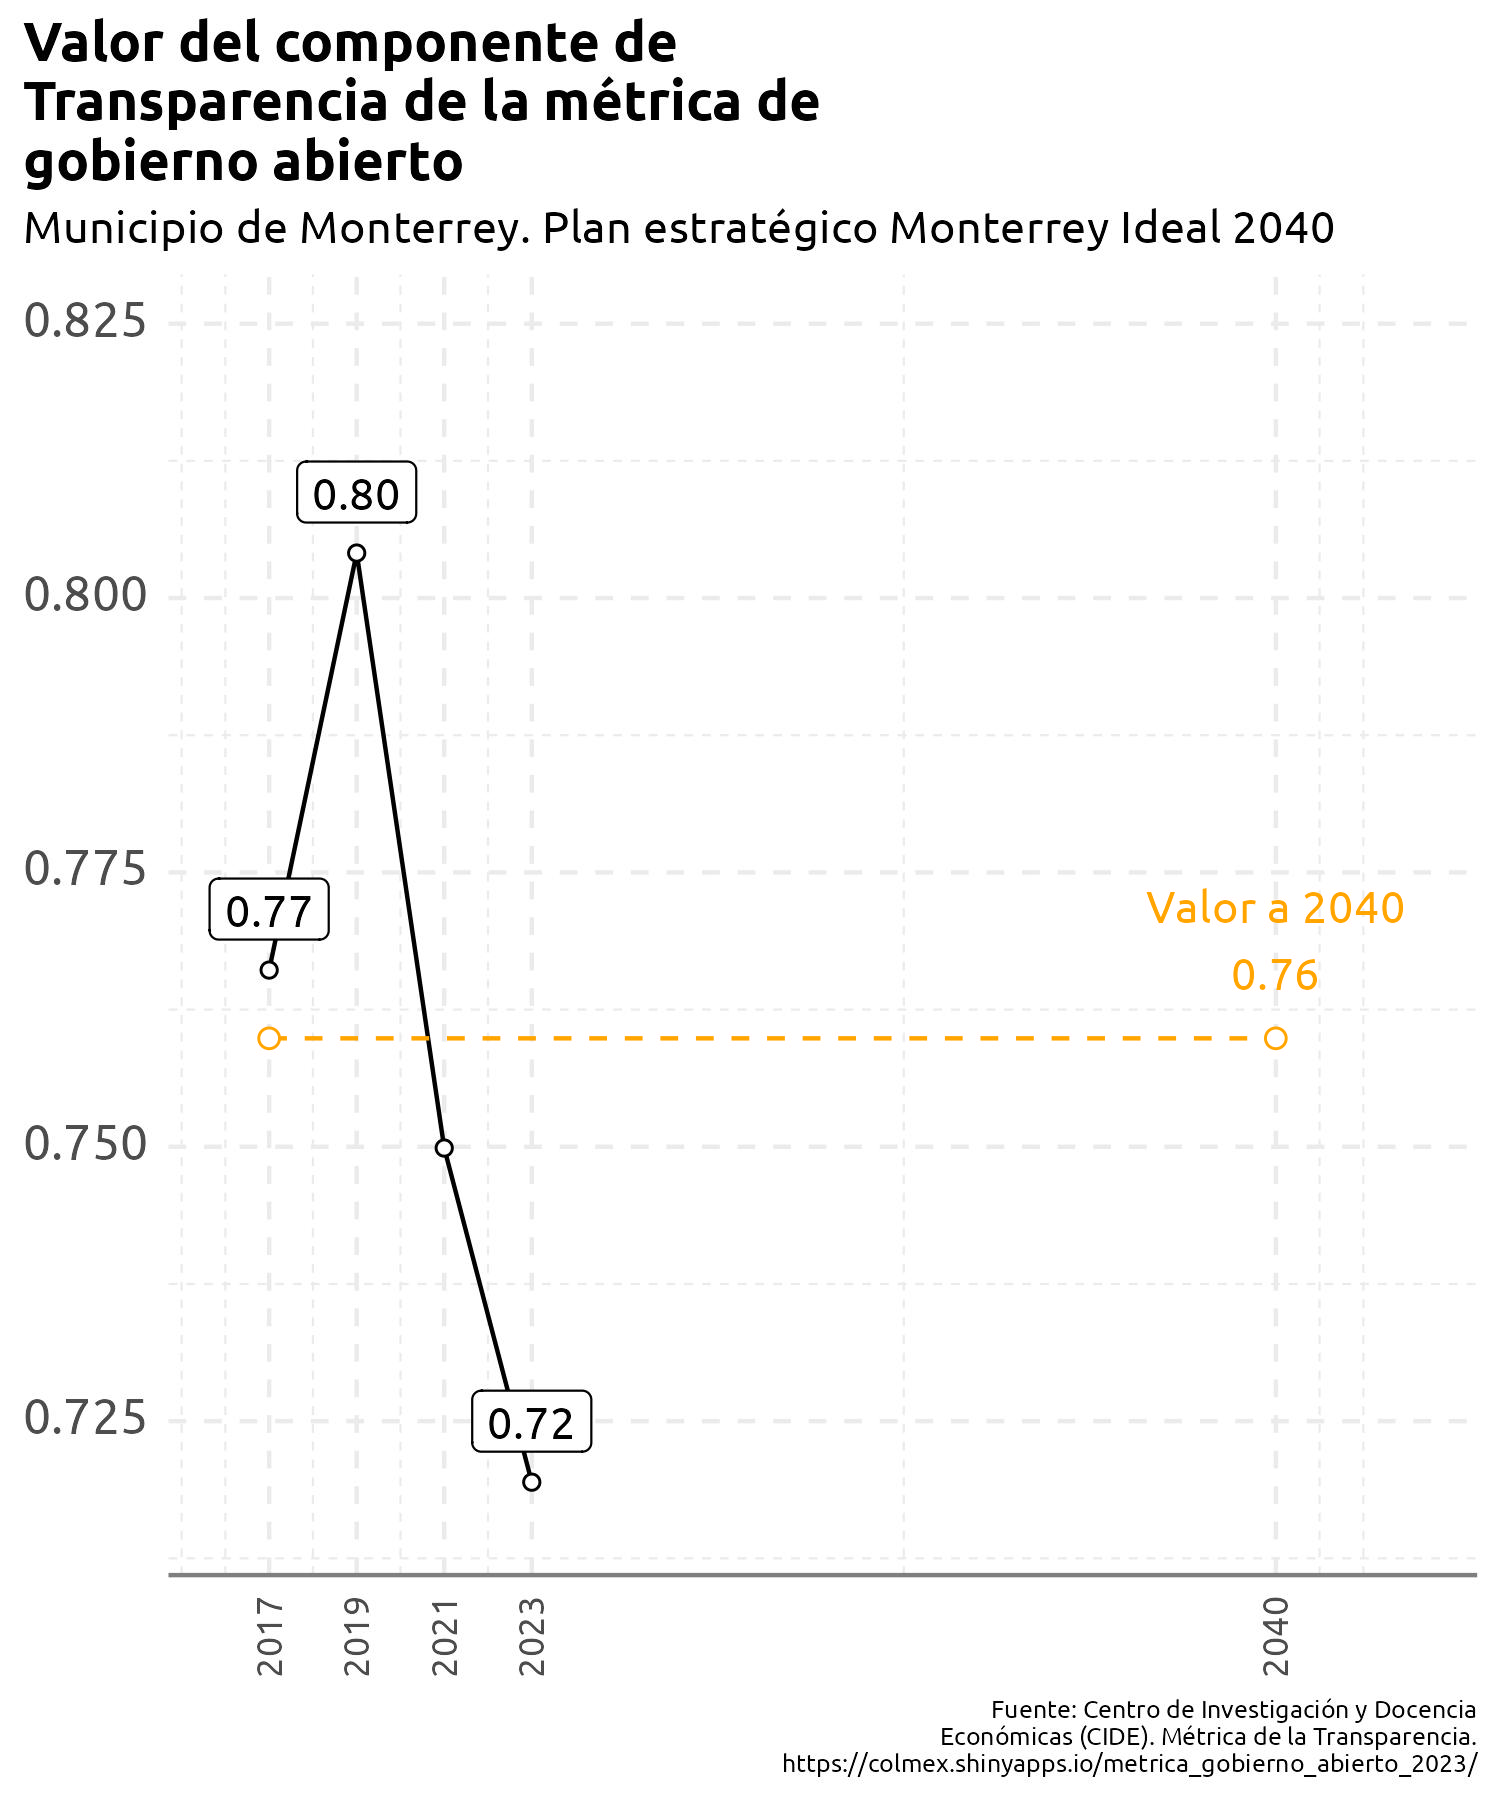 Valor del componente de
Transparencia de la métrica de
gobierno abierto
Municipio de Monterrey. Plan estratégico Monterrey Ideal 2040
0.825
0.80
0.800
0.775
0.77
Valor a 2040
0.76
0.750
0.725
0.72
2017
2019
2021
2023
2040
Fuente: Centro de Investigación y Docencia
Económicas (CIDE). Métrica de la Transparencia.
https://colmex.shinyapps.io/metrica_gobierno_abierto_2023/